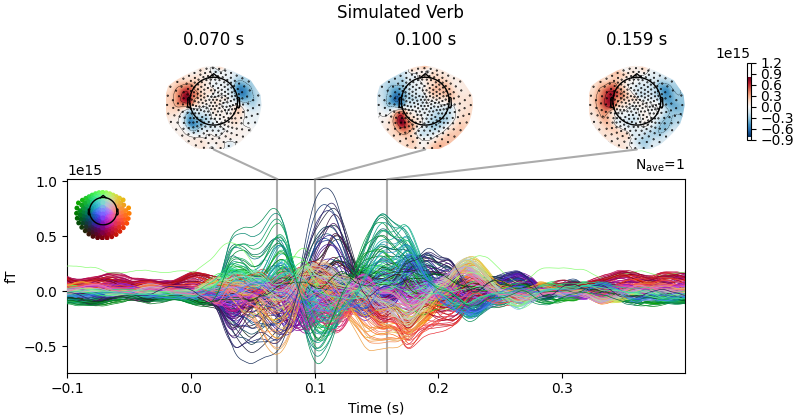 Simulated Verb
0.070 s
0.100 s
0.159 s
1e15
1.2
0.9
0.6
0.3
0.0
−0.3
−0.6
−0.9
Nave=1
1e15
1.0
0.5
0.0
−0.5
fT
−0.1
0.0
0.1
0.2
0.3
Time (s)